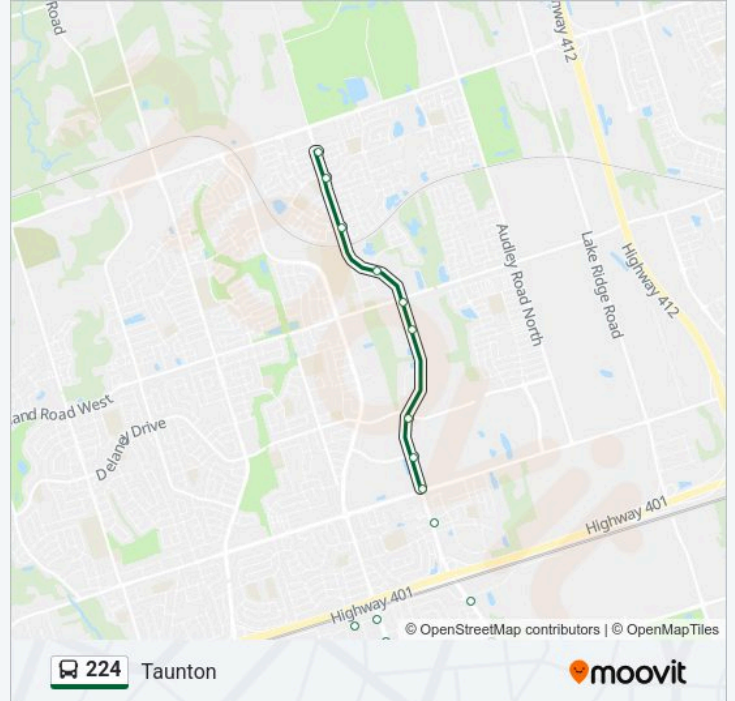 Road
hway 412
Audley Road North
Lake Ridge Road
Highway 412
and Road West
Delaney Drive
Highway 401
Highway 401
© OpenStreetMap contributors | © OpenMapTiles
224 Taunton
moovit